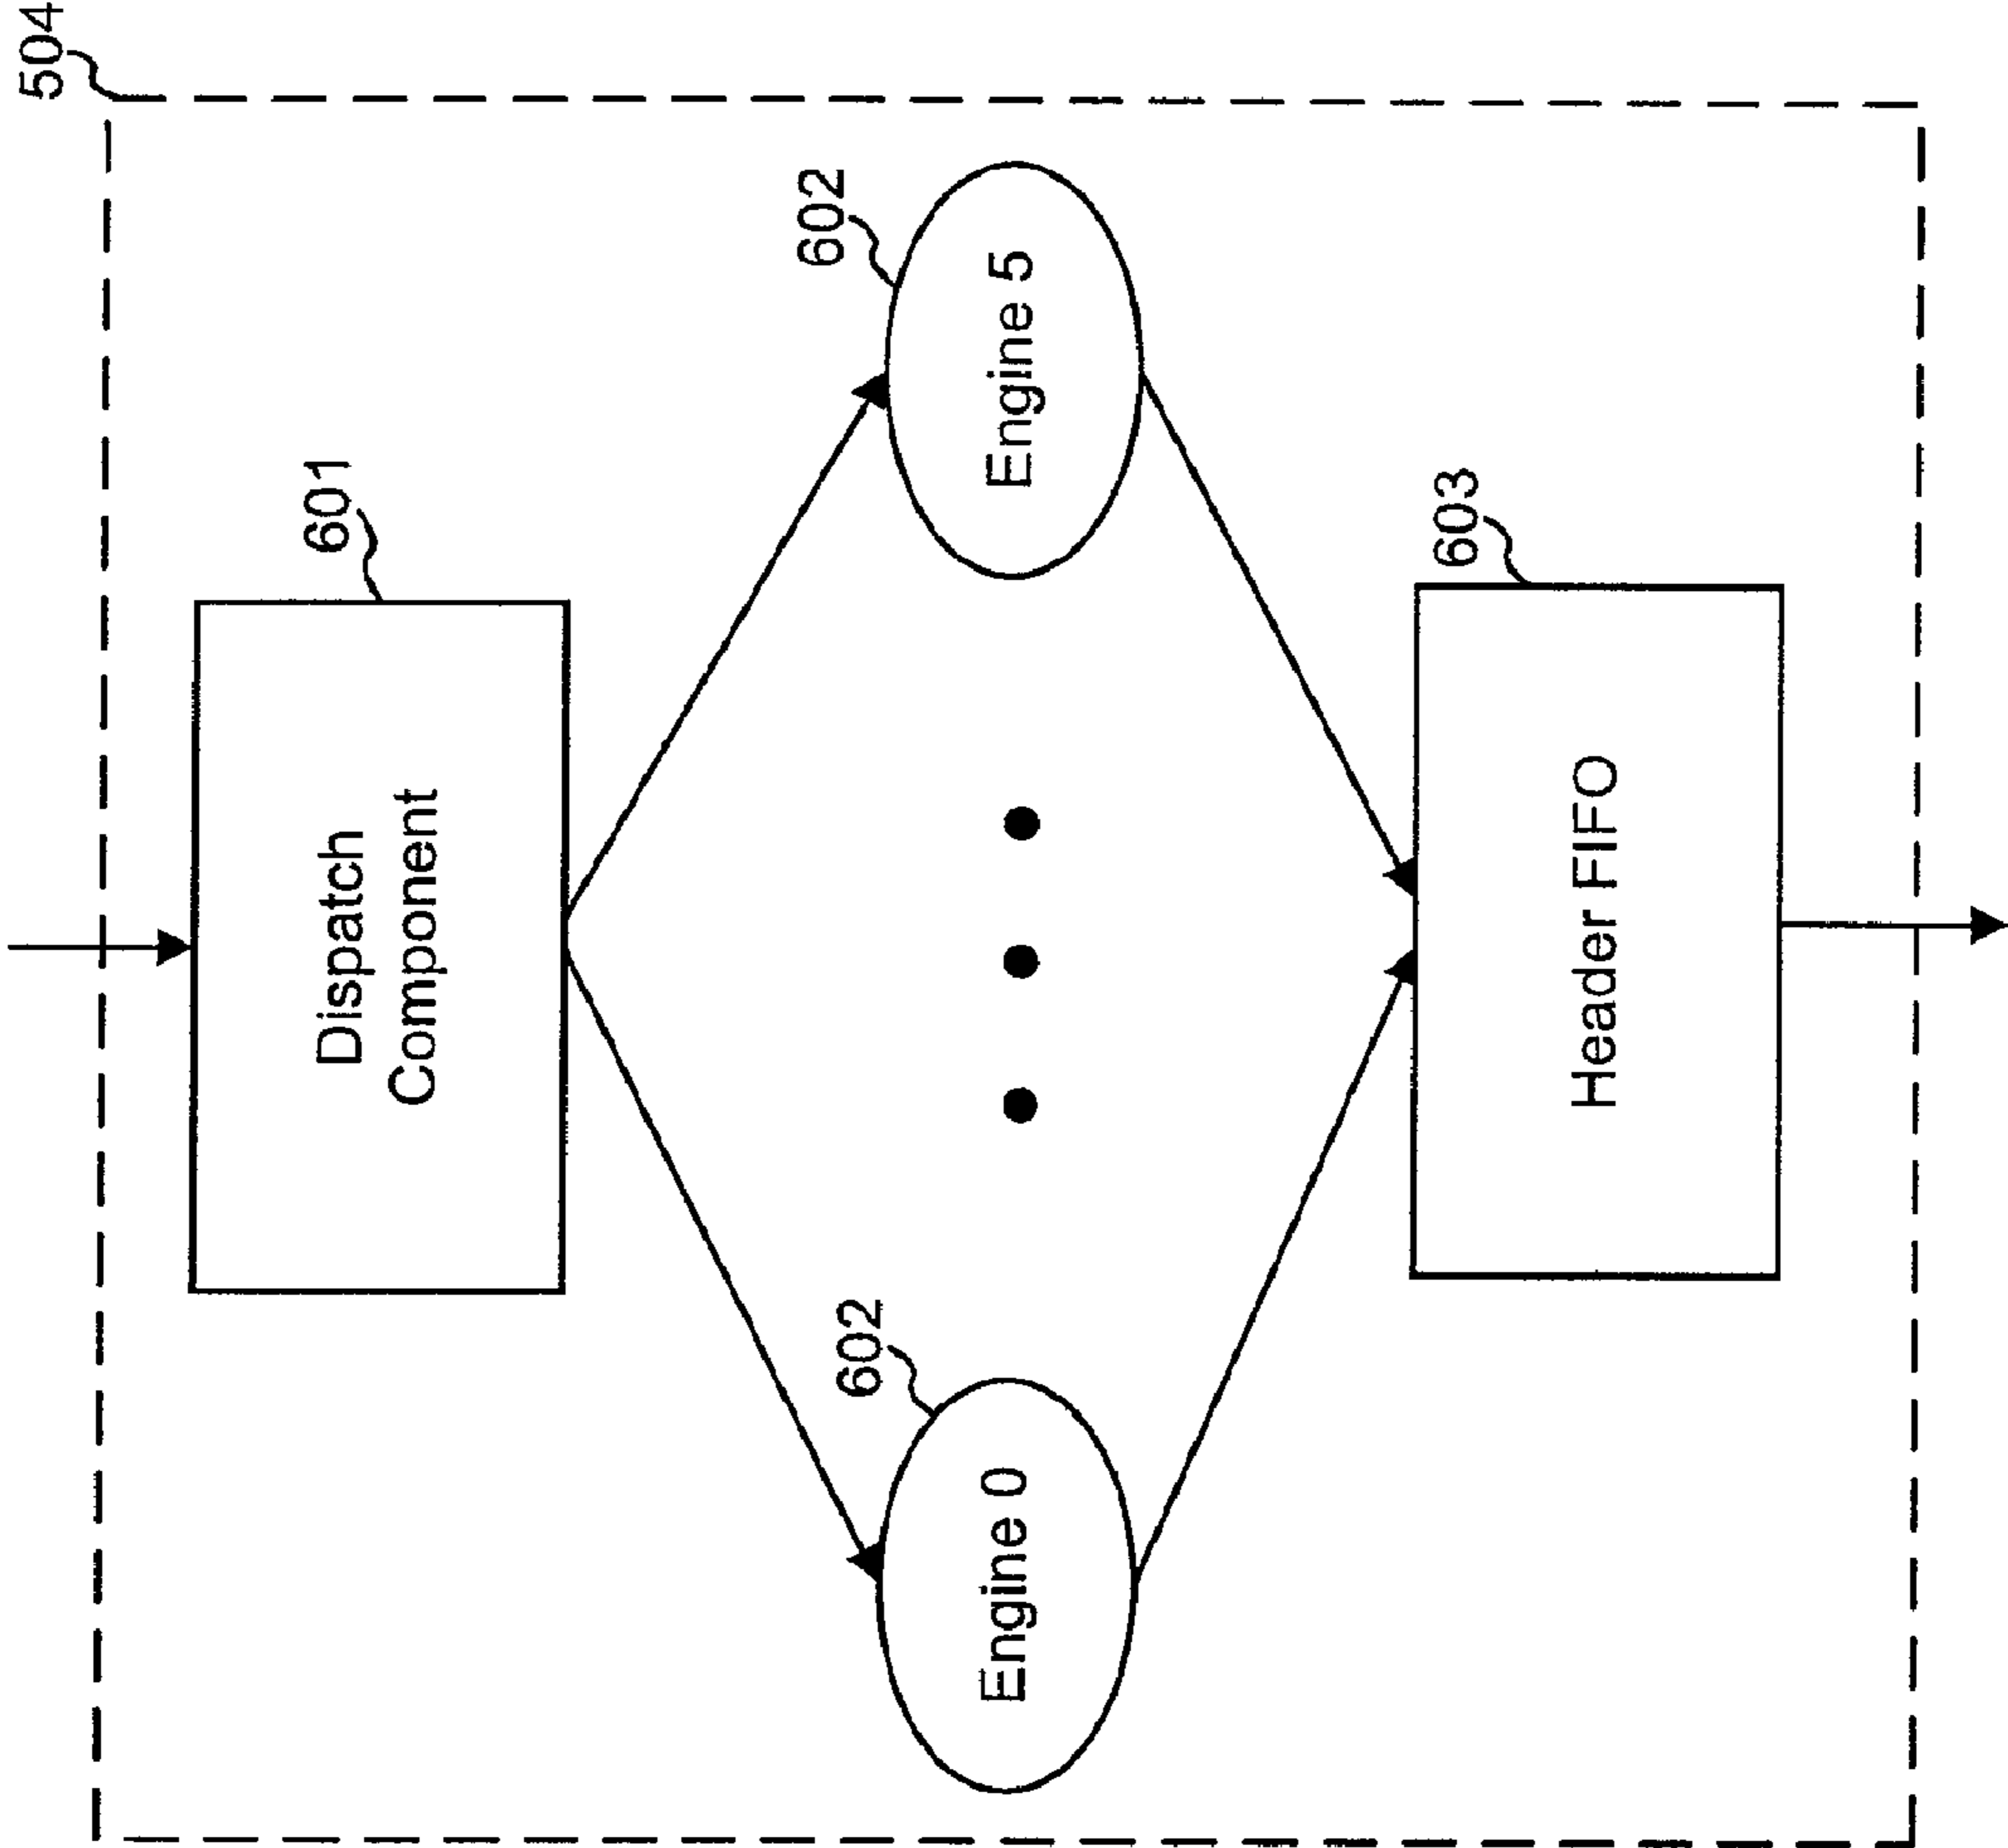 504
601
Dispatch
Component
602
Engine 0
602
Engine 5
603
Header FIFO